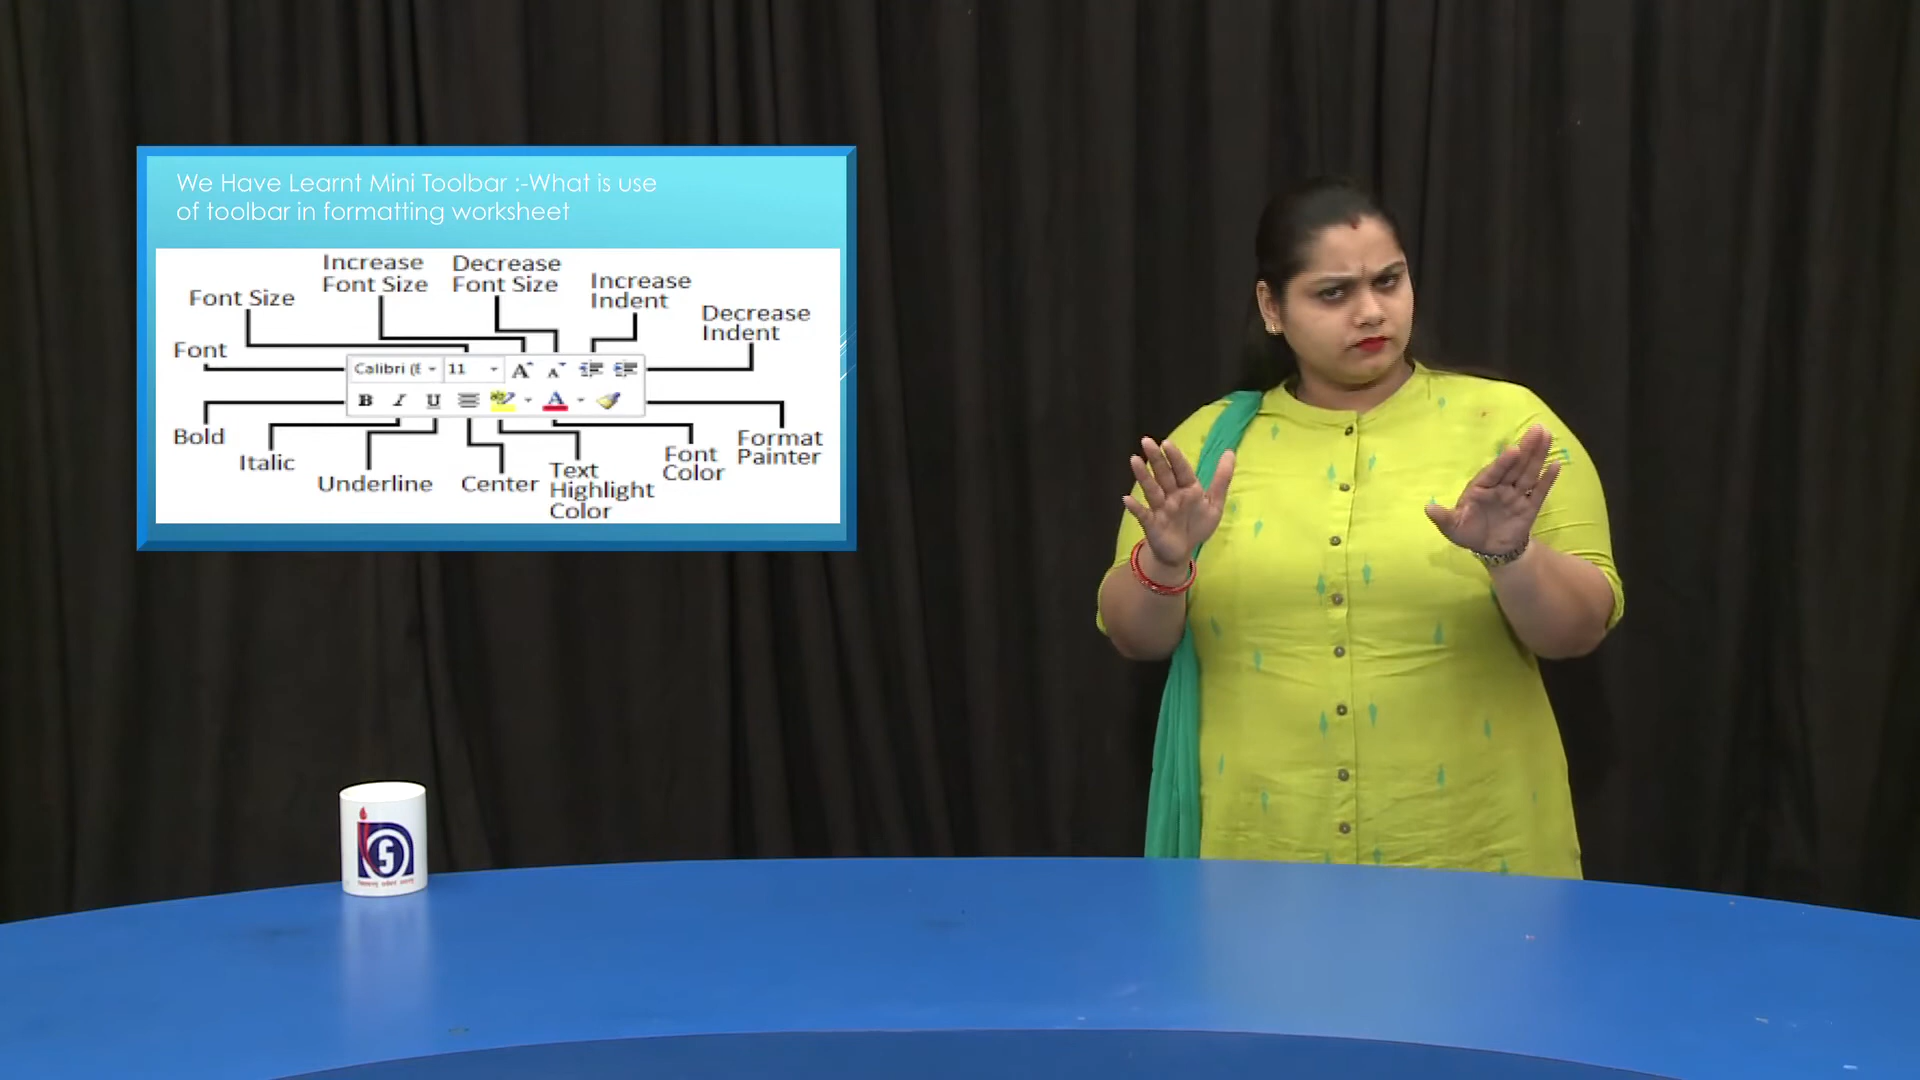 We Have Learnt Mini Toolbar :-What is use
of toolbar in formatting worksheet
Increase
Font Size
Decrease
Font Size
Increase
Indent
Font Size
Decrease
Indent
Font
Calibri (E
11
A
A
B
I
U
A
Bold
Italic
Underline
Center
Text
Highlight
Color
Font
Color
Format
Painter